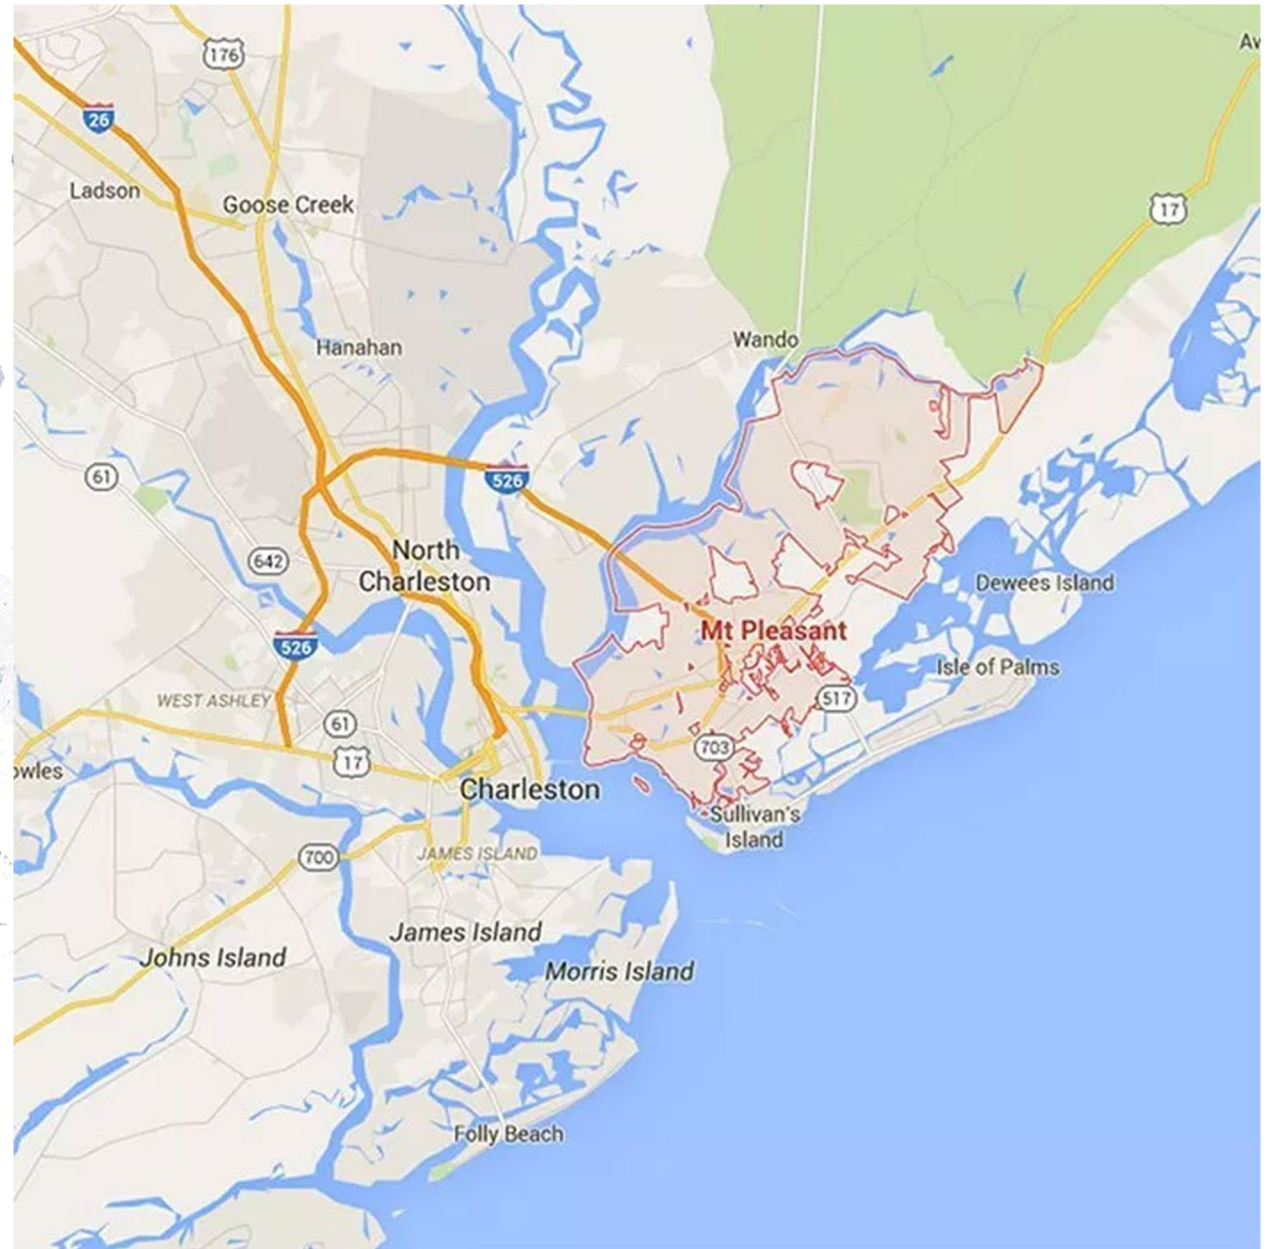 176
Av
26
Ladson
Goose Creek
17
Wando
Hanahan
61
526
North
Charleston
642
Dewees Island
Mt Pleasant
526
Isle of Palms
WEST ASHLEY
517
61
703
17
owles
Charleston
Sullivan's
Island
700
JAMES ISLAND
James Island
Johns Island
Morris Island
Folly Beach